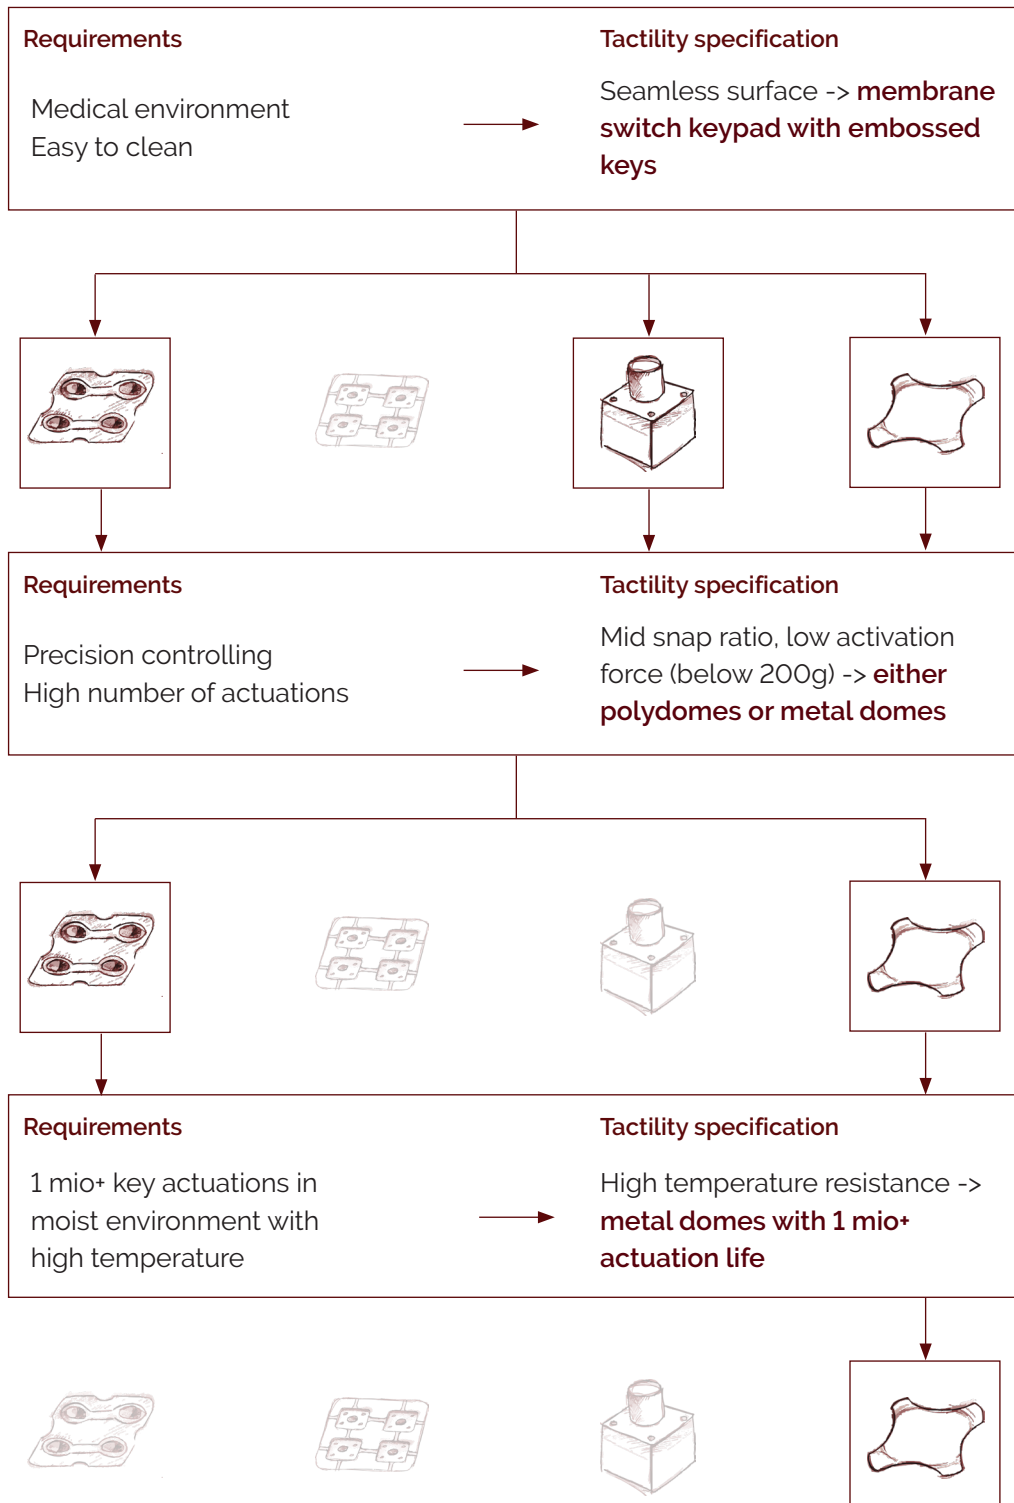 Requirements
Tactility specification
Medical environment
Easy to clean
Seamless surface -> membrane
switch keypad with embossed
keys
Requirements
Tactility specification
Precision controlling
High number of actuations
Mid snap ratio, low activation
force (below 200g) -> either
polydomes or metal domes
Requirements
Tactility specification
1 mio+ key actuations in
moist environment with
high temperature
High temperature resistance ->
metal domes with 1 mio+
actuation life